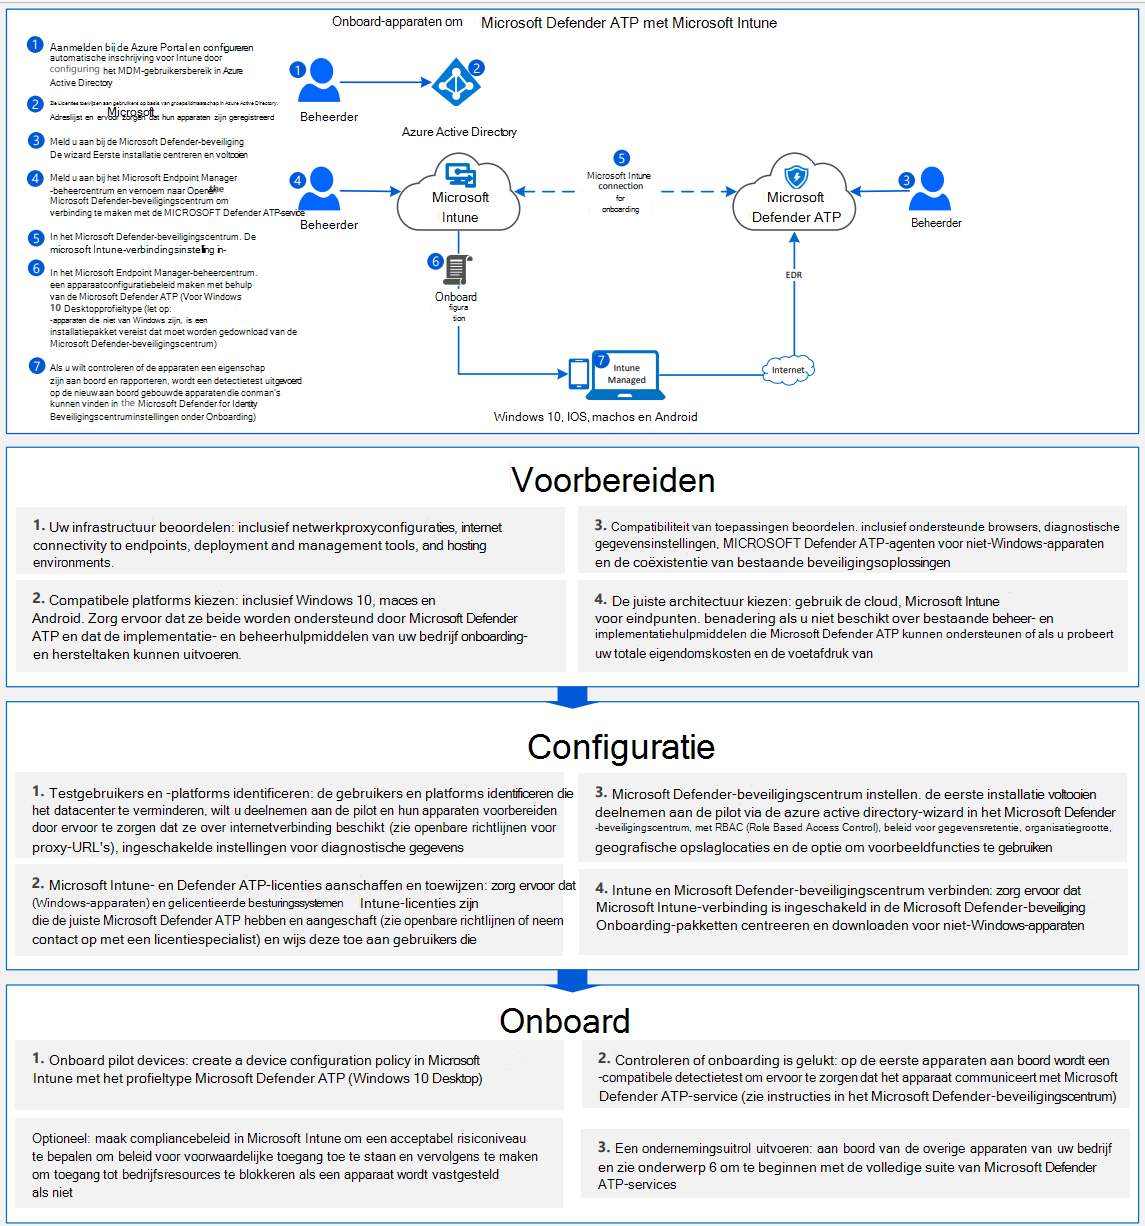 Onboard-apparaten om Microsoft Defender ATP met Microsoft Intune
1 Aanmelden bij de Azure Portal en configureren
automatische inschrijving voor Intune door
configuring het MDM-gebruikersbereik in Azure
Active Directory
2 Zie Licenties toewijzen aan gebruikers op basis van groepslidmaatschap in Azure Active Directory.
Microsoft
Adreslijst en ervoor zorgen dat hun apparaten zijn geregistreerd
3 Meld u aan bij de Microsoft Defender-beveiliging
De wizard Eerste installatie centreren en voltooien
4 Meld u aan bij het Microsoft Endpoint Manager
-beheercentrum en vernoem naar Openen the
Microsoft Defender-beveiligingscentrum om
verbinding te maken met de MICROSOFT Defender ATP-service
5 In het Microsoft Defender-beveiligingscentrum. De
microsoft Intune-verbindingsinstelling in-
6 In het Microsoft Endpoint Manager-beheercentrum.
een apparaatconfiguratiebeleid maken met behulp
van de Microsoft Defender ATP (Voor Windows
10 Desktopprofieltype (let op:
-apparaten die niet van Windows zijn, is een
installatiepakket vereist dat moet worden gedownload van de
Microsoft Defender-beveiligingscentrum)
7 Als u wilt controleren of de apparaten een eigenschap
zijn aan boord en rapporteren, wordt een detectietest uitgevoerd
op de nieuw aan boord gebouwde apparaten die conman's
kunnen vinden in the Microsoft Defender for Identity
Beveiligingscentruminstellingen onder Onboarding)
1
Beheerder
2
Azure Active Directory
4
Beheerder
Microsoft
Intune
5
Microsoft Intune
connection
for
onboarding
Microsoft
Defender ATP
3
Beheerder
6
Onboard
figura
tion
EDR
7
Intune
Managed
Internet
Windows 10, IOS, machos en Android
Voorbereiden
1. Uw infrastructuur beoordelen: inclusief netwerkproxyconfiguraties, internet
connectivity to endpoints, deployment and management tools, and hosting
environments.
2. Compatibele platforms kiezen: inclusief Windows 10, maces en
Android. Zorg ervoor dat ze beide worden ondersteund door Microsoft Defender
ATP en dat de implementatie- en beheerhulpmiddelen van uw bedrijf onboarding-
en hersteltaken kunnen uitvoeren.
3. Compatibiliteit van toepassingen beoordelen. inclusief ondersteunde browsers, diagnostische
gegevensinstellingen, MICROSOFT Defender ATP-agenten voor niet-Windows-apparaten
en de coëxistentie van bestaande beveiligingsoplossingen
4. De juiste architectuur kiezen: gebruik de cloud, Microsoft Intune
voor eindpunten. benadering als u niet beschikt over bestaande beheer- en
implementatiehulpmiddelen die Microsoft Defender ATP kunnen ondersteunen of als u probeert
uw totale eigendomskosten en de voetafdruk van
Configuratie
1. Testgebruikers en -platforms identificeren: de gebruikers en platforms identificeren die
het datacenter te verminderen, wilt u deelnemen aan de pilot en hun apparaten voorbereiden
door ervoor te zorgen dat ze over internetverbinding beschikt (zie openbare richtlijnen voor
proxy-URL's), ingeschakelde instellingen voor diagnostische gegevens
2. Microsoft Intune- en Defender ATP-licenties aanschaffen en toewijzen: zorg ervoor dat
(Windows-apparaten) en gelicentieerde besturingssystemen Intune-licenties zijn
die de juiste Microsoft Defender ATP hebben en aangeschaft (zie openbare richtlijnen of neem
contact op met een licentiespecialist) en wijs deze toe aan gebruikers die
3. Microsoft Defender-beveiligingscentrum instellen. de eerste installatie voltooien
deelnemen aan de pilot via de azure active directory-wizard in het Microsoft Defender
-beveiligingscentrum, met RBAC (Role Based Access Control), beleid voor gegevensretentie, organisatiegrootte,
geografische opslaglocaties en de optie om voorbeeldfuncties te gebruiken
4. Intune en Microsoft Defender-beveiligingscentrum verbinden: zorg ervoor dat
Microsoft Intune-verbinding is ingeschakeld in de Microsoft Defender-beveiliging
Onboarding-pakketten centreren en downloaden voor niet-Windows-apparaten
Onboard
1. Onboard pilot devices: create a device configuration policy in Microsoft
Intune met het profieltype Microsoft Defender ATP (Windows 10 Desktop)
Optioneel: maak compliancebeleid in Microsoft Intune om een acceptabel risiconiveau
te bepalen om beleid voor voorwaardelijke toegang toe te staan en vervolgens te maken
om toegang tot bedrijfsresources te blokkeren als een apparaat wordt vastgesteld
als niet
2. Controleren of onboarding is gelukt: op de eerste apparaten aan boord wordt een
-compatibele detectietest om ervoor te zorgen dat het apparaat communiceert met Microsoft
Defender ATP-service (zie instructies in het Microsoft Defender-beveiligingscentrum)
3. Een ondernemingsuitrol uitvoeren: aan boord van de overige apparaten van uw bedrijf
en zie onderwerp 6 om te beginnen met de volledige suite van Microsoft Defender
ATP-services